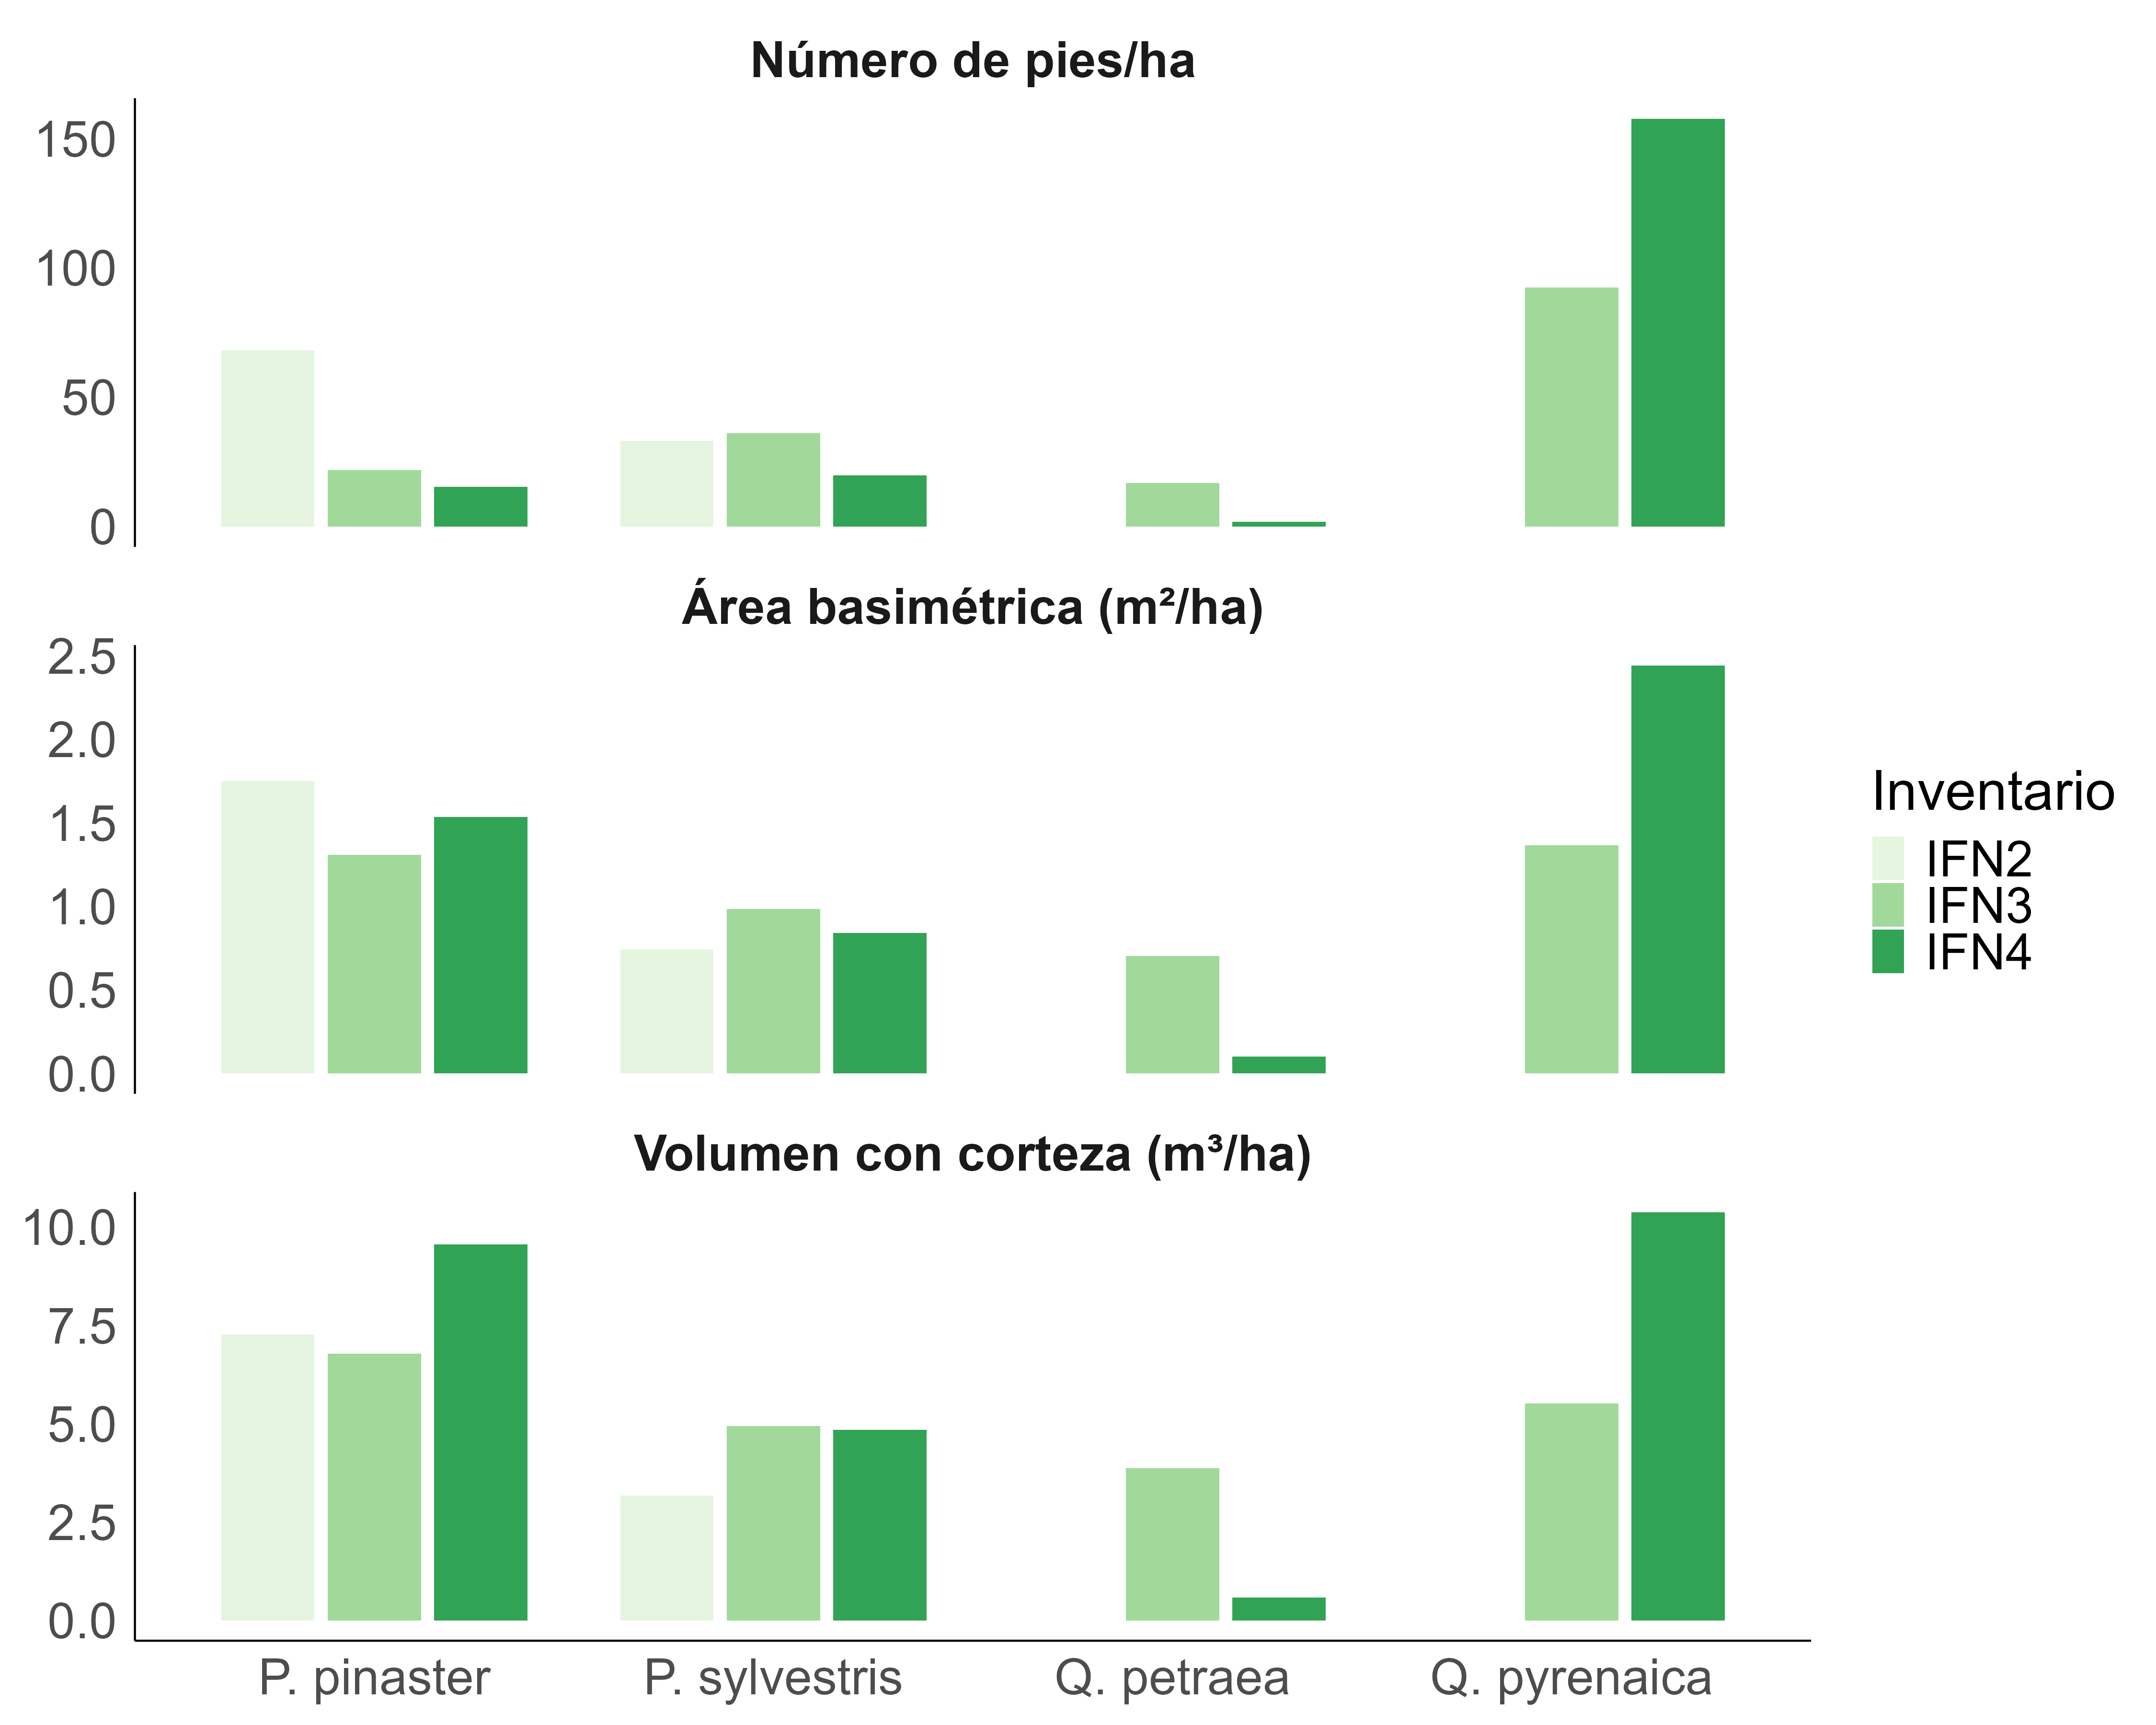 Número de pies/ha
150
100
50
0
Área basimétrica (m²/ha)
2.5
2.0
1.5
1.0
0.5
0.0
Inventario
IFN2
IFN3
IFN4
Volumen con corteza (m³/ha)
10.0
7.5
5.0
2.5
0.0
P. pinaster P. sylvestris Q. petraea Q. pyrenaica